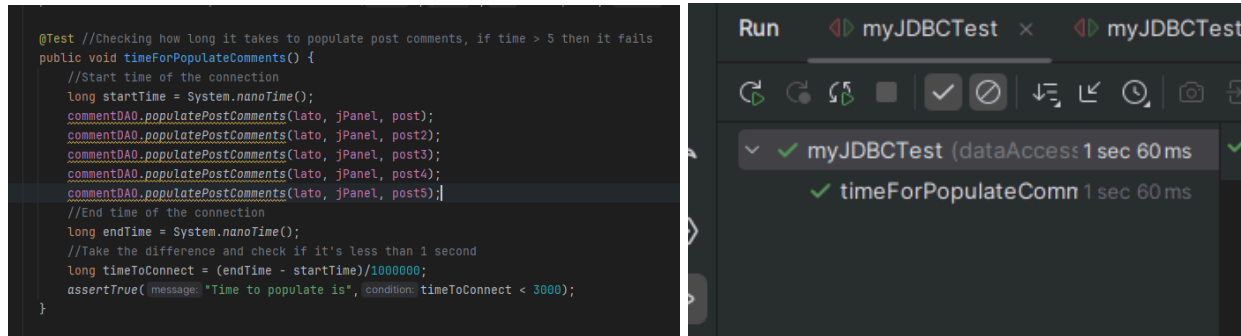 @Test //Checking how long it takes to populate post comments, if time > 5 then it fails
public void timeForPopulateComments() {
//Start time of the connection
long startTime = System.nanoTime();
commentDAO.populatePostComments(lato, jPanel, post);
commentDAO.populatePostComments(lato, jPanel, post2);
commentDAO.populatePostComments(lato, jPanel, post3);
commentDAO.populatePostComments(lato, jPanel, post4);
commentDAO.populatePostComments(lato, jPanel, post5);
//End time of the connection
long endTime = System.nanoTime();
//Take the difference and check if it's less than 1 second
long timeToConnect = (endTime - startTime)/1000000;
assertTrue( message: "Time to populate is", condition: timeToConnect < 3000);
}
Run myJDBCTest × myJDBCTest
myJDBCTest (dataAccess 1 sec 60 ms
timeForPopulateComm 1 sec 60 ms